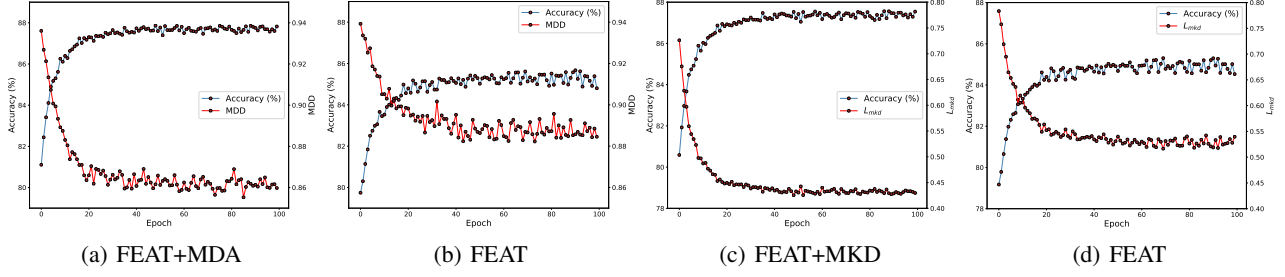 Accuracy (%)
88
86
84
82
80
Accuracy (%)
MDD
0.94
0.92
0.90
0.88
0.86
MDD
0 20 40 60 80 100
Epoch
(a) FEAT+MDA
Accuracy (%)
88
86
84
82
80
Accuracy (%)
MDD
0.94
0.92
0.90
0.88
0.86
MDD
0 20 40 60 80 100
Epoch
(b) FEAT
Accuracy (%)
88
86
84
82
80
78
Accuracy (%)
L_mkd
0.80
0.75
0.70
0.65
0.60
0.55
0.50
0.45
0.40
L_mkd
0 20 40 60 80 100
Epoch
(c) FEAT+MKD
Accuracy (%)
88
86
84
82
80
78
Accuracy (%)
L_mkd
0.80
0.75
0.70
0.65
0.60
0.55
0.50
0.45
0.40
L_mkd
0 20 40 60 80 100
Epoch
(d) FEAT